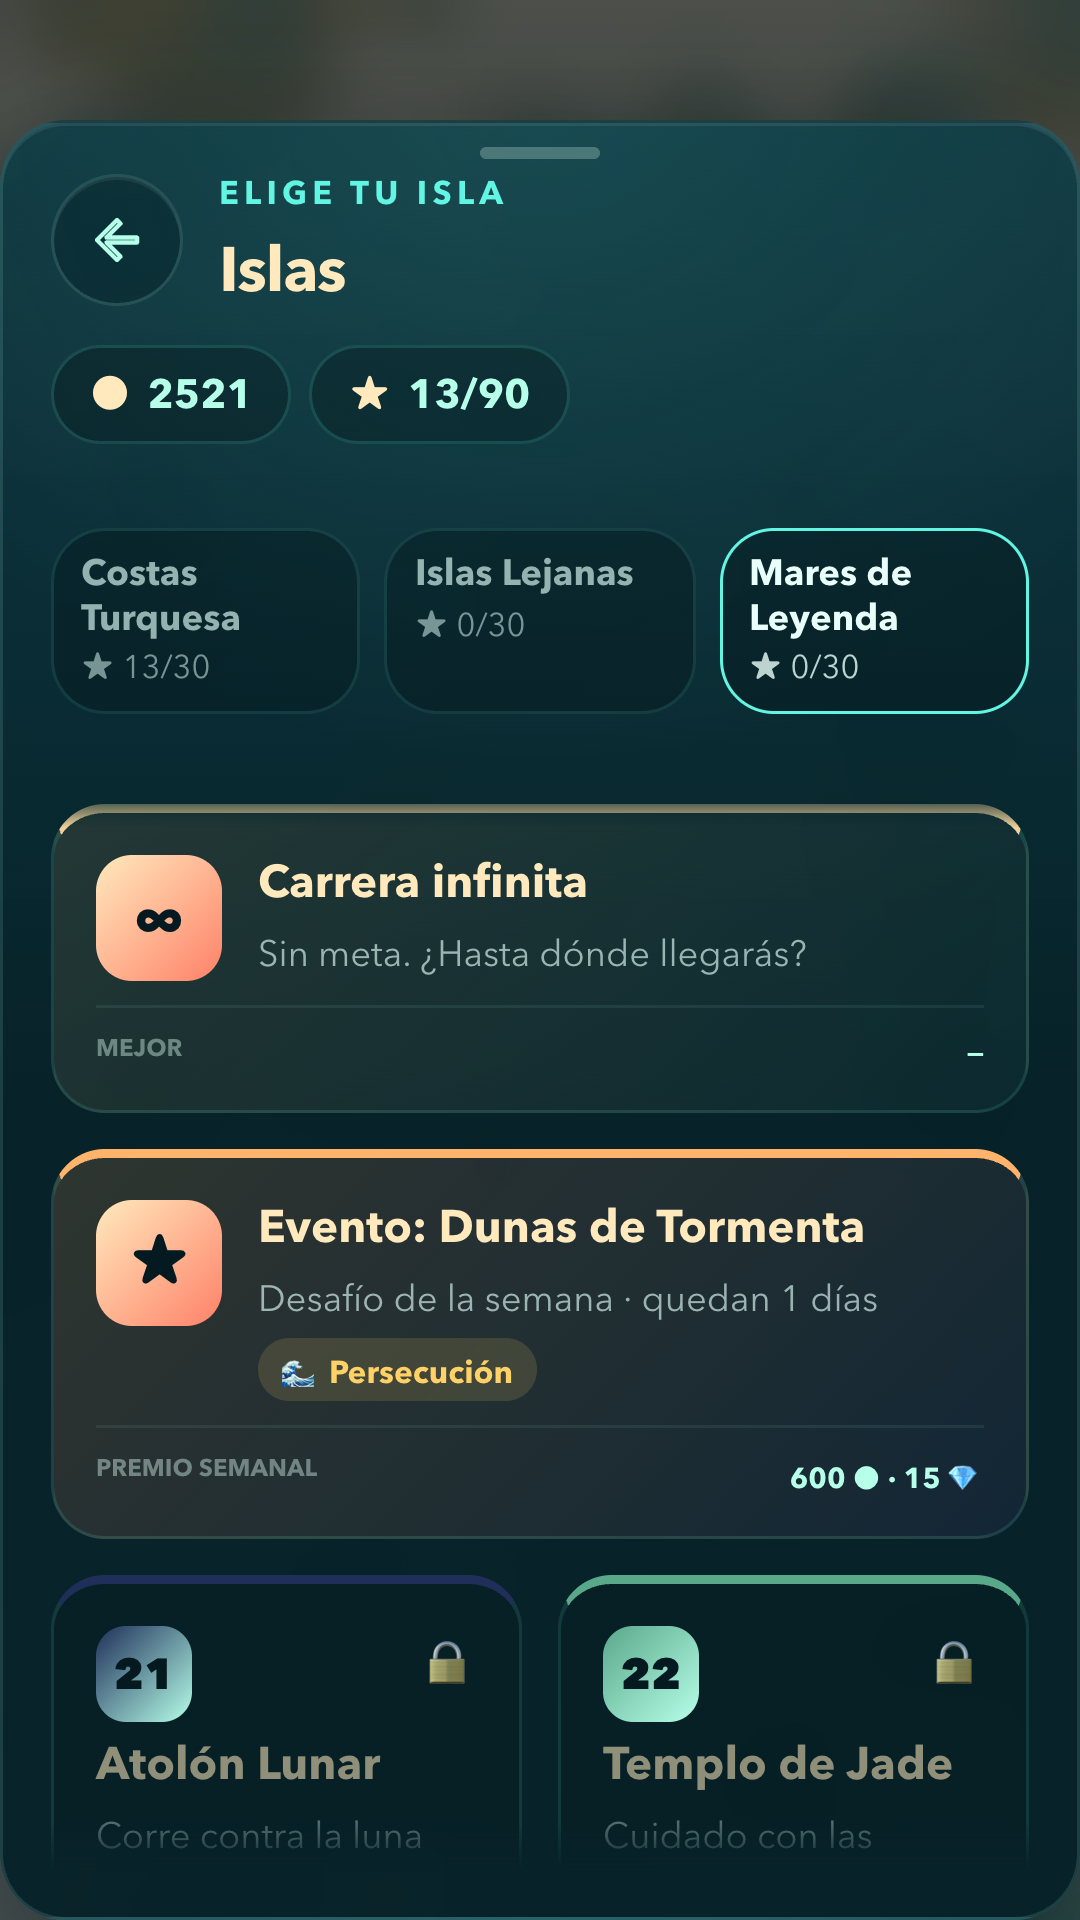 ELIGE TU ISLA
Islas
2521
13/90
Costas
Turquesa
13/30
Islas Lejanas
0/30
Mares de
Leyenda
0/30
∞
Carrera infinita
Sin meta. ¿Hasta dónde llegarás?
MEJOR
–
Evento: Dunas de Tormenta
Desafío de la semana · quedan 1 días
Persecución
PREMIO SEMANAL
600 · 15
21
Atolón Lunar
Corre contra la luna
22
Templo de Jade
Cuidado con las